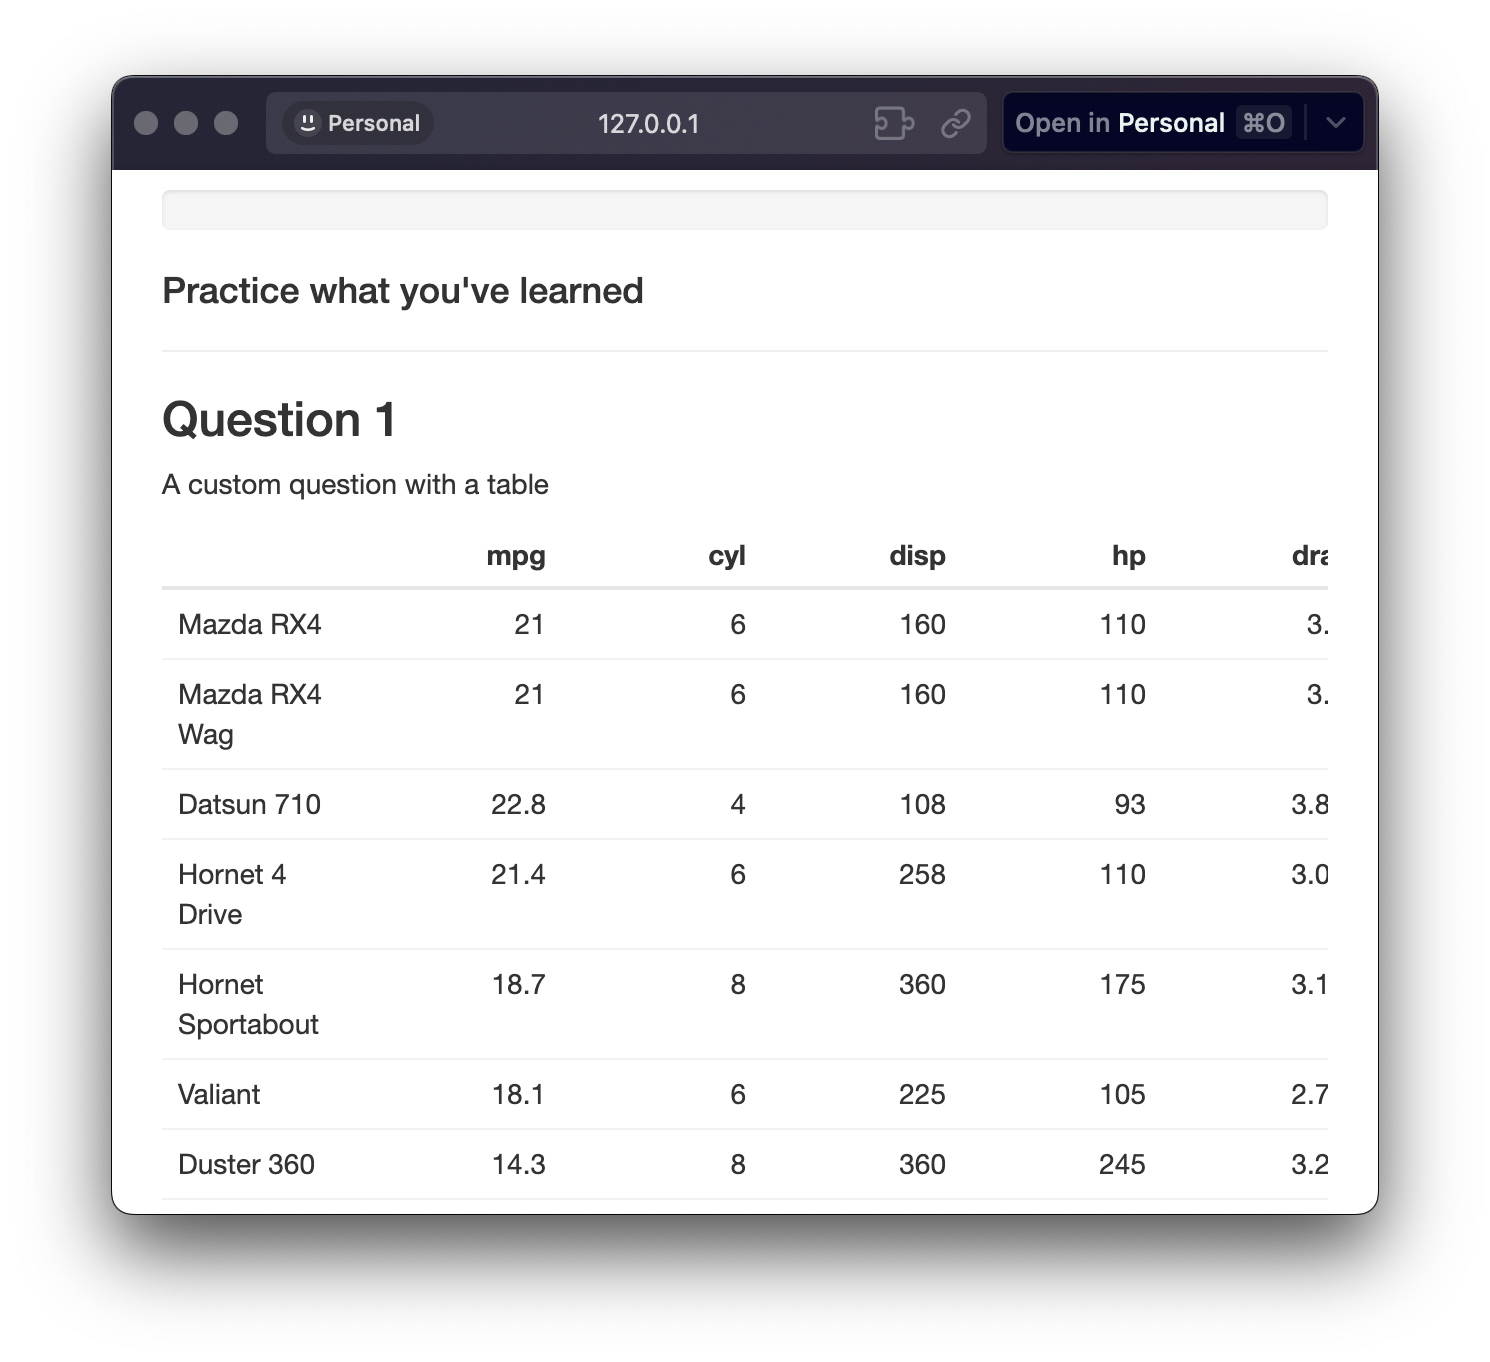 Personal 127.0.0.1 Open in Personal ⌘O
Practice what you've learned
Question 1
A custom question with a table
mpg cyl disp hp dra
Mazda RX4 21 6 160 110 3.
Mazda RX4 21 6 160 110 3.
Wag
Datsun 710 22.8 4 108 93 3.8
Hornet 4 21.4 6 258 110 3.0
Drive
Hornet 18.7 8 360 175 3.1
Sportabout
Valiant 18.1 6 225 105 2.7
Duster 360 14.3 8 360 245 3.2